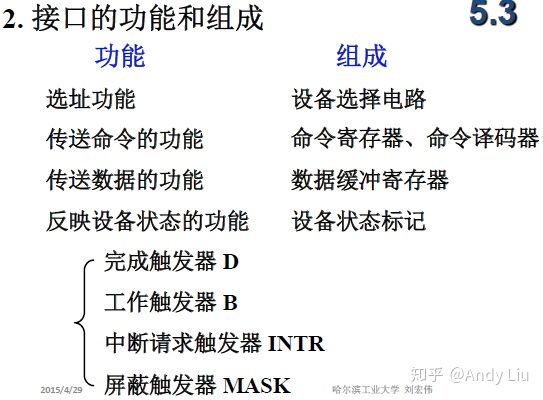 2. 接口的功能和组成 5.3
功能 组成
选址功能 设备选择电路
传送命令的功能 命令寄存器、命令译码器
传送数据的功能 数据缓冲寄存器
反映设备状态的功能 设备状态标记
完成触发器 D
工作触发器 B
中断请求触发器 INTR
屏蔽触发器 MASK
2015/4/29 哈尔滨工业大学 刘宏伟
知乎 @Andy Liu